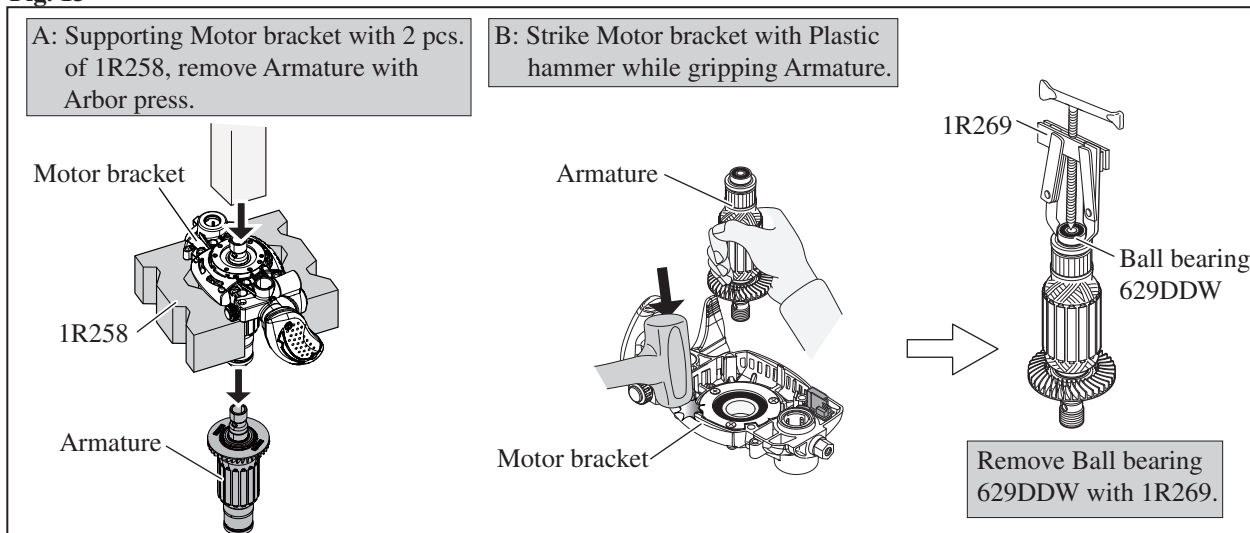 A: Supporting Motor bracket with 2 pcs.
of 1R258, remove Armature with
Arbor press.
Motor bracket
1R258
Armature
B: Strike Motor bracket with Plastic
hammer while gripping Armature.
Armature
Motor bracket
1R269
Ball bearing
629DDW
Remove Ball bearing
629DDW with 1R269.